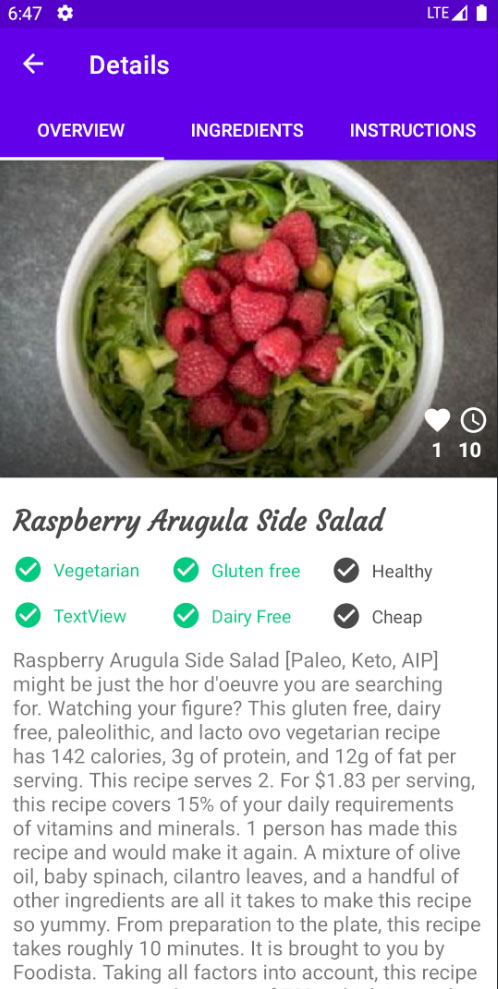 6:47 LTE
Details
OVERVIEW INGREDIENTS INSTRUCTIONS
1 10
Raspberry Arugula Side Salad
Vegetarian Gluten free Healthy
TextView Dairy Free Cheap
Raspberry Arugula Side Salad [Paleo, Keto, AIP]
might be just the hor d'oeuvre you are searching
for. Watching your figure? This gluten free, dairy
free, paleolithic, and lacto ovo vegetarian recipe
has 142 calories, 3g of protein, and 12g of fat per
serving. This recipe serves 2. For $1.83 per serving,
this recipe covers 15% of your daily requirements
of vitamins and minerals. 1 person has made this
recipe and would make it again. A mixture of olive
oil, baby spinach, cilantro leaves, and a handful of
other ingredients are all it takes to make this recipe
so yummy. From preparation to the plate, this recipe
takes roughly 10 minutes. It is brought to you by
Foodista. Taking all factors into account, this recipe